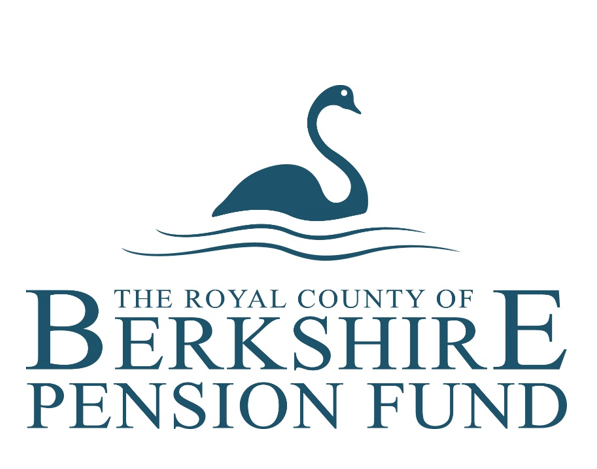 THE ROYAL COUNTY OF
BERKSHIRE
PENSION FUND